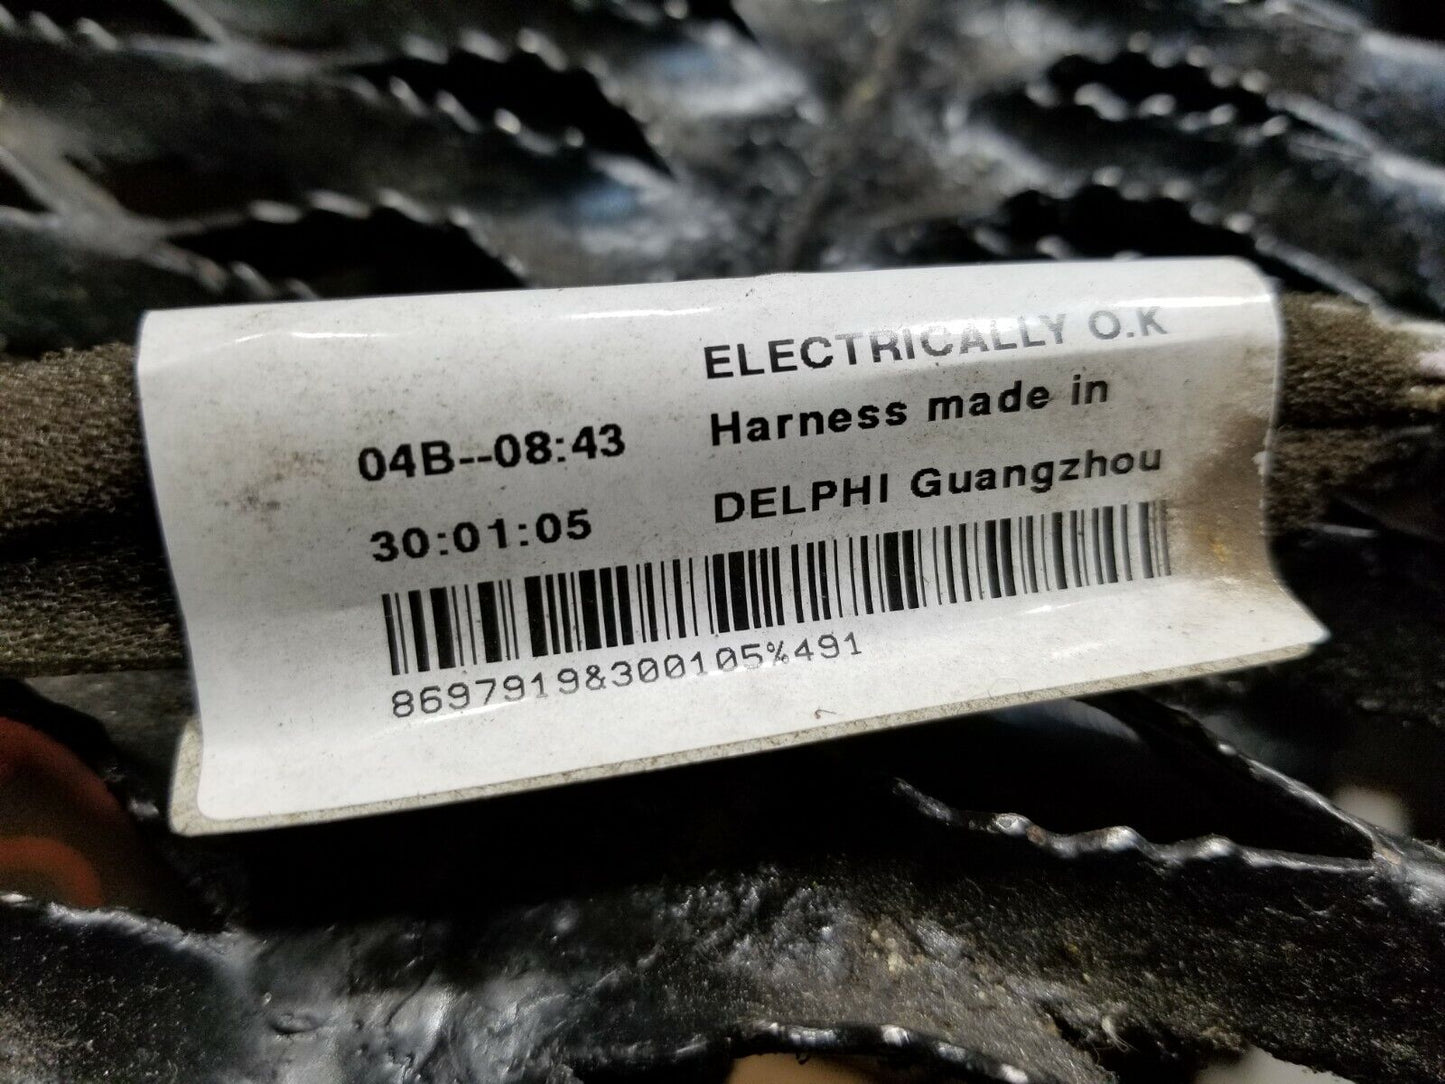 ELECTRICALLY O.K
04B--08:43 Harness made in
30:01:05 DELPHI Guangzhou
8697919&300105%491